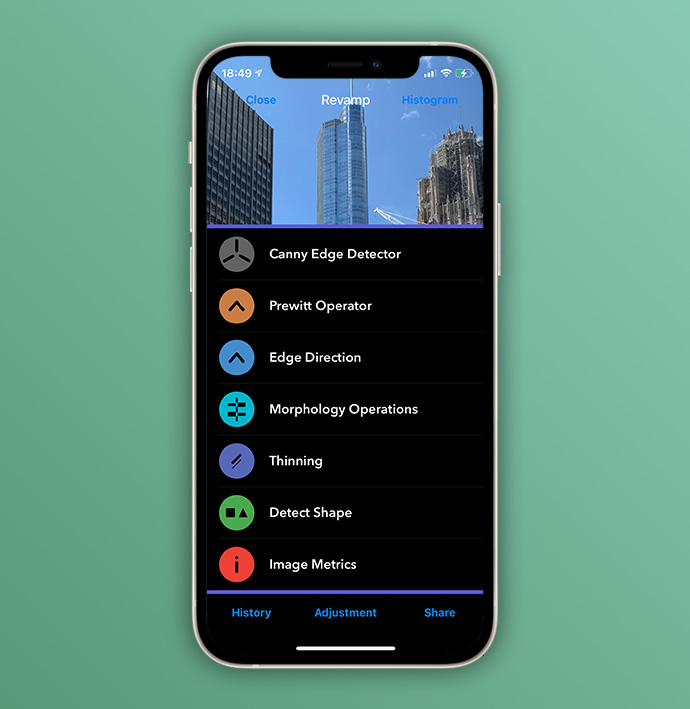 18:49
Close Revamp Histogram
Canny Edge Detector
Prewitt Operator
Edge Direction
Morphology Operations
Thinning
Detect Shape
Image Metrics
History Adjustment Share